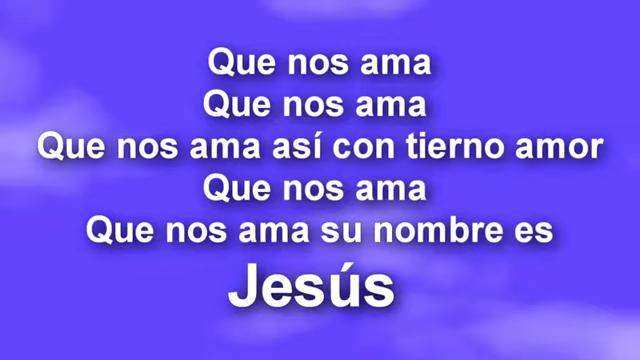 Que nos ama
Que nos ama
Que nos ama así con tierno amor
Que nos ama
Que nos ama su nombre es
Jesús